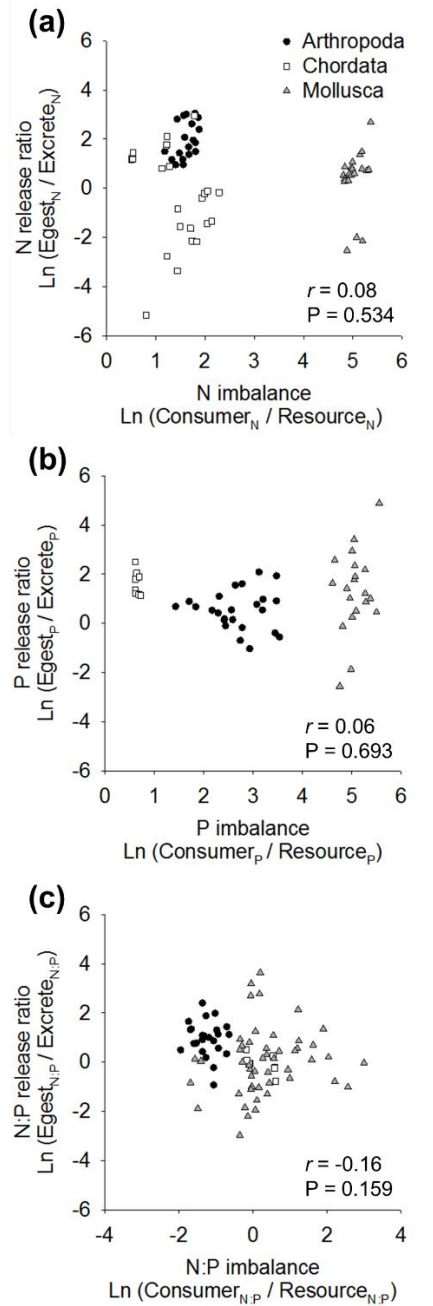 (a)
Arthropoda
Chordata
Mollusca
6
4
2
0
-2
-4
-6
N release ratio
Ln (Egest_N / Excrete_N)
r = 0.08
P = 0.534
0 1 2 3 4 5 6
N imbalance
Ln (Consumer_N / Resource_N)
(b)
6
4
2
0
-2
-4
-6
P release ratio
Ln (Egest_P / Excrete_P)
r = 0.06
P = 0.693
0 1 2 3 4 5 6
P imbalance
Ln (Consumer_P / Resource_P)
(c)
6
4
2
0
-2
-4
-6
N:P release ratio
Ln (Egest_N:P / Excrete_N:P)
r = -0.16
P = 0.159
-4 -2 0 2 4
N:P imbalance
Ln (Consumer_N:P / Resource_N:P)